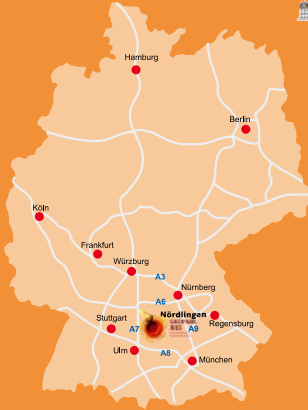 Hamburg
Berlin
Köln
Frankfurt
Würzburg
A3
Nürnberg
A6
Nördlingen
Stuttgart
A7
A9
Regensburg
Ulm
A8
München